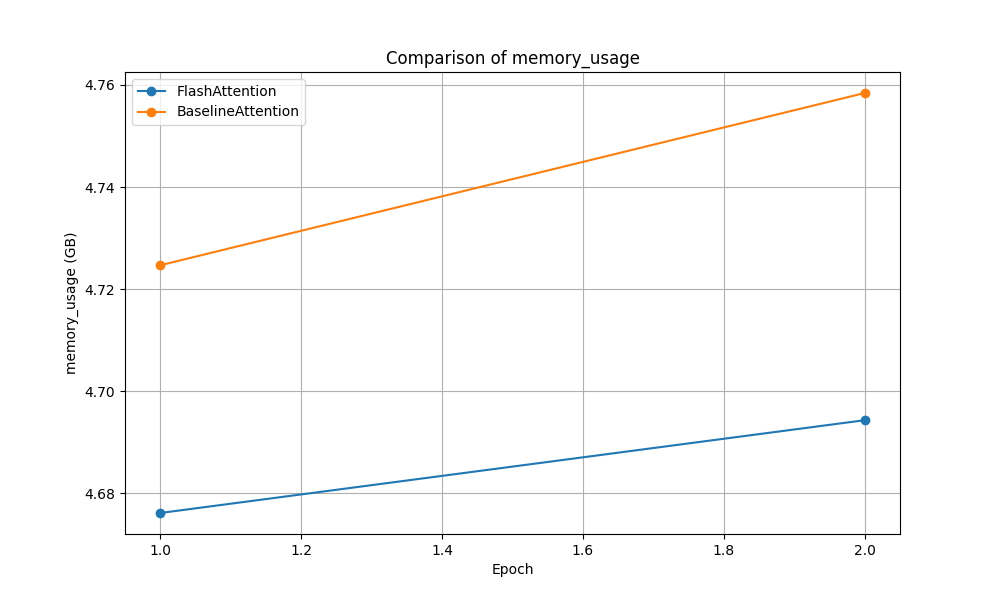 Comparison of memory_usage
FlashAttention
BaselineAttention
memory_usage (GB)
4.76
4.74
4.72
4.70
4.68
1.0 1.2 1.4 1.6 1.8 2.0
Epoch